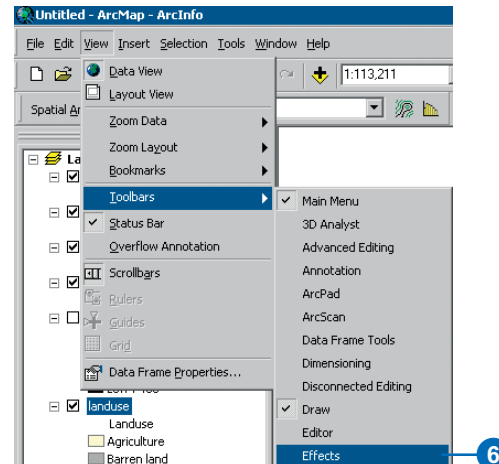 Untitled - ArcMap - ArcInfo
File Edit View Insert Selection Tools Window Help
1:113,211
Spatial
Data View
Layout View
Zoom Data
Zoom Layout
Bookmarks
Toolbars
Status Bar
Overflow Annotation
Scrollbars
Rulers
Guides
Grid
Data Frame Properties...
Main Menu
3D Analyst
Advanced Editing
Annotation
ArcPad
ArcScan
Data Frame Tools
Dimensioning
Disconnected Editing
Draw
Editor
Effects
6
landuse
Landuse
Agriculture
Barren land